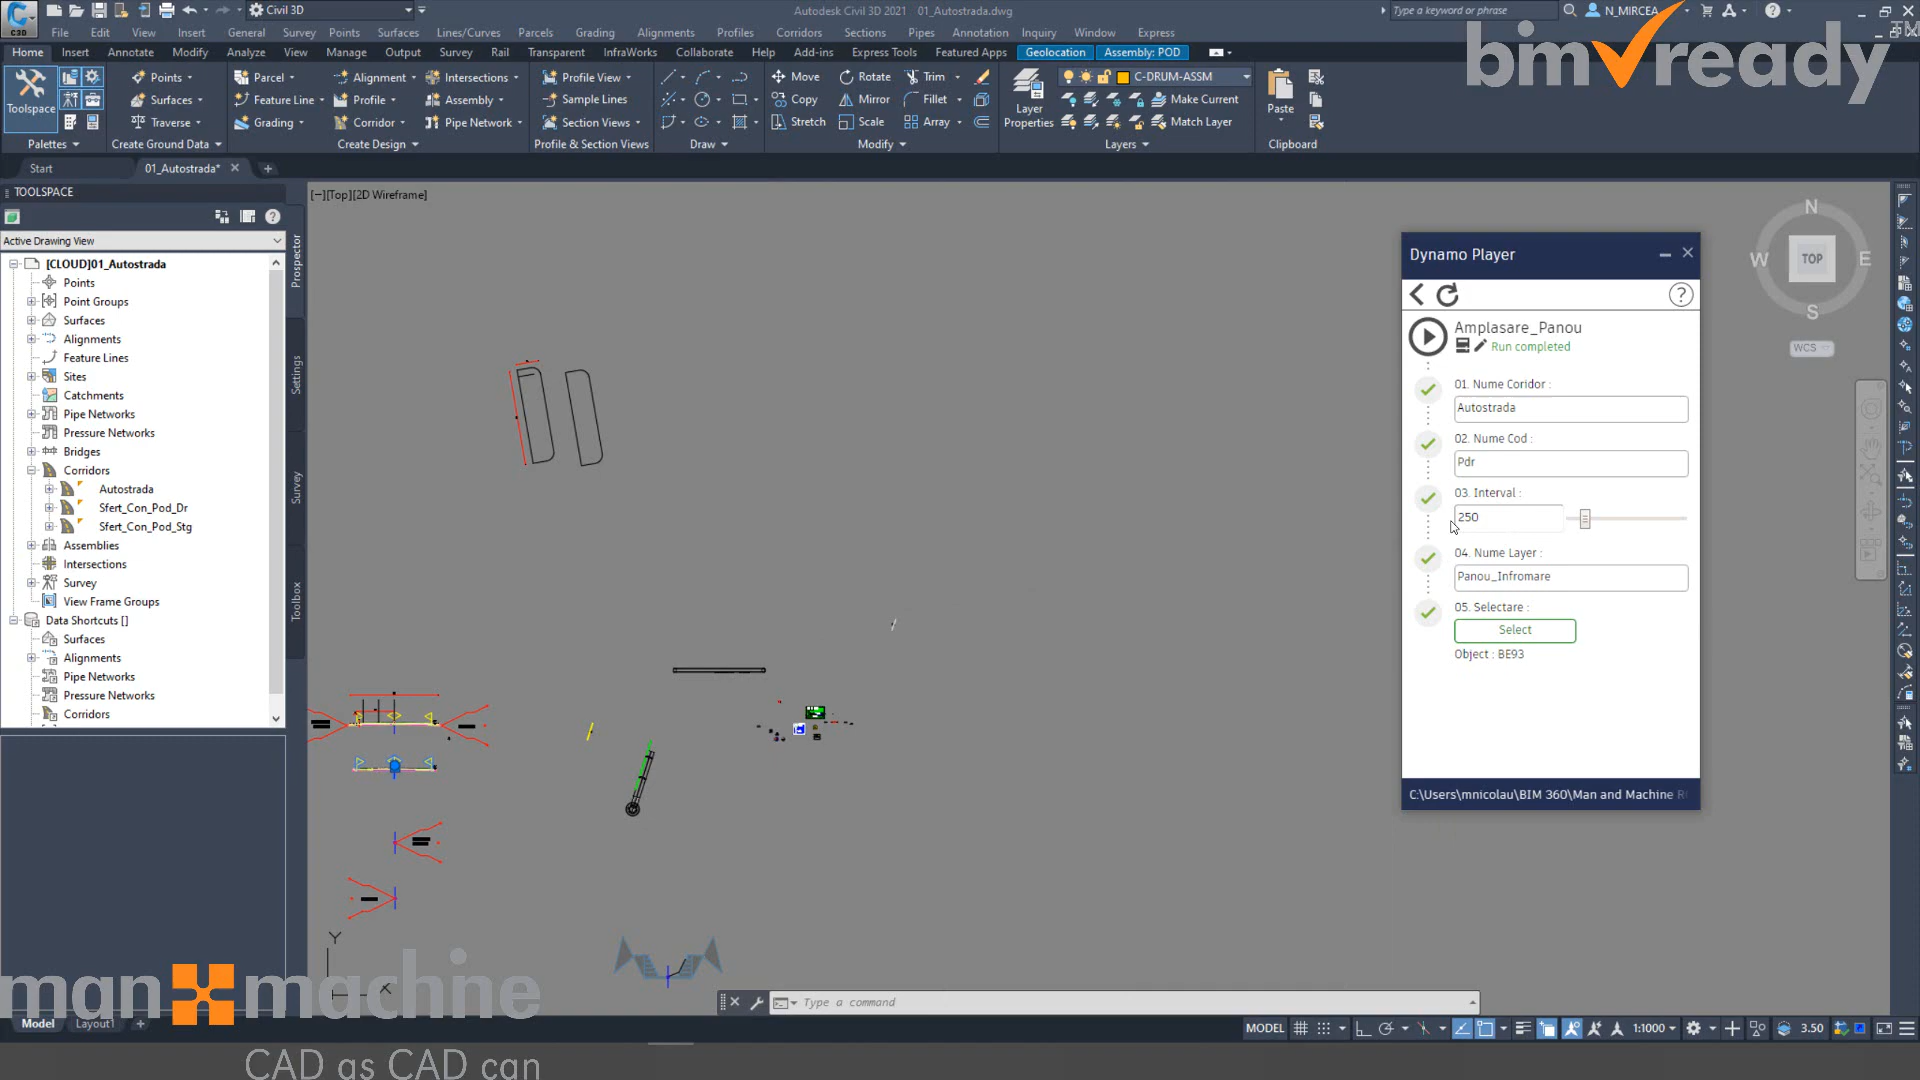 Civil 3D
Autodesk Civil 3D 2021 01_Autostrada.dwg
Type a keyword or phrase
N_MIRCEA
C3D
File Edit View Insert General Survey Points Surfaces Lines/Curves Parcels Grading Alignments Profiles Corridors Sections Pipes Annotation Inquiry Window Express
Home Insert Annotate Modify Analyze View Manage Output Survey Rail Transparent InfraWorks Collaborate Help Add-ins Express Tools Featured Apps Geolocation Assembly: POD
bim ready
TM
Points Parcel Alignment Intersections Profile View Move Rotate Trim C-DRUM-ASSM
Toolspace Surfaces Feature Line Profile Assembly Sample Lines Copy Mirror Fillet Layer Properties Make Current Paste
Traverse Grading Corridor Pipe Network Section Views Stretch Scale Array Match Layer
Palettes Create Ground Data Create Design Profile & Section Views Draw Modify Layers Clipboard
Start 01_Autostrada*
TOOLSPACE
[−][Top][2D Wireframe]
Active Drawing View
[CLOUD]01_Autostrada
Points
Point Groups
Surfaces
Alignments
Feature Lines
Sites
Catchments
Pipe Networks
Pressure Networks
Bridges
Corridors
Autostrada
Sfert_Con_Pod_Dr
Sfert_Con_Pod_Stg
Assemblies
Intersections
Survey
View Frame Groups
Data Shortcuts []
Surfaces
Alignments
Pipe Networks
Pressure Networks
Corridors
Prospector
Settings
Survey
Toolbox
Dynamo Player
Amplasare_Panou
Run completed
01. Nume Coridor :
Autostrada
02. Nume Cod :
Pdr
03. Interval :
250
04. Nume Layer :
Panou_Infromare
05. Selectare :
Select
Object : BE93
C:\Users\mnicolau\BIM 360\Man and Machine R
N
W TOP E
S
WCS
Y
X
man machine
CAD as CAD can
Type a command
Model Layout1
MODEL 1:1000 3.50